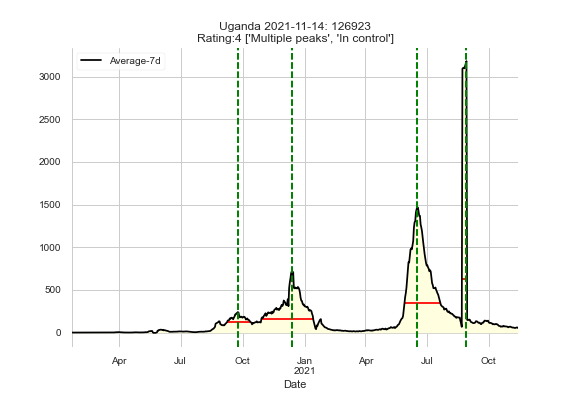 Uganda 2021-11-14: 126923
Rating:4 ['Multiple peaks', 'In control']
Average-7d
3000
2500
2000
1500
1000
500
0
Apr Jul Oct Jan Apr Jul Oct
2021
Date